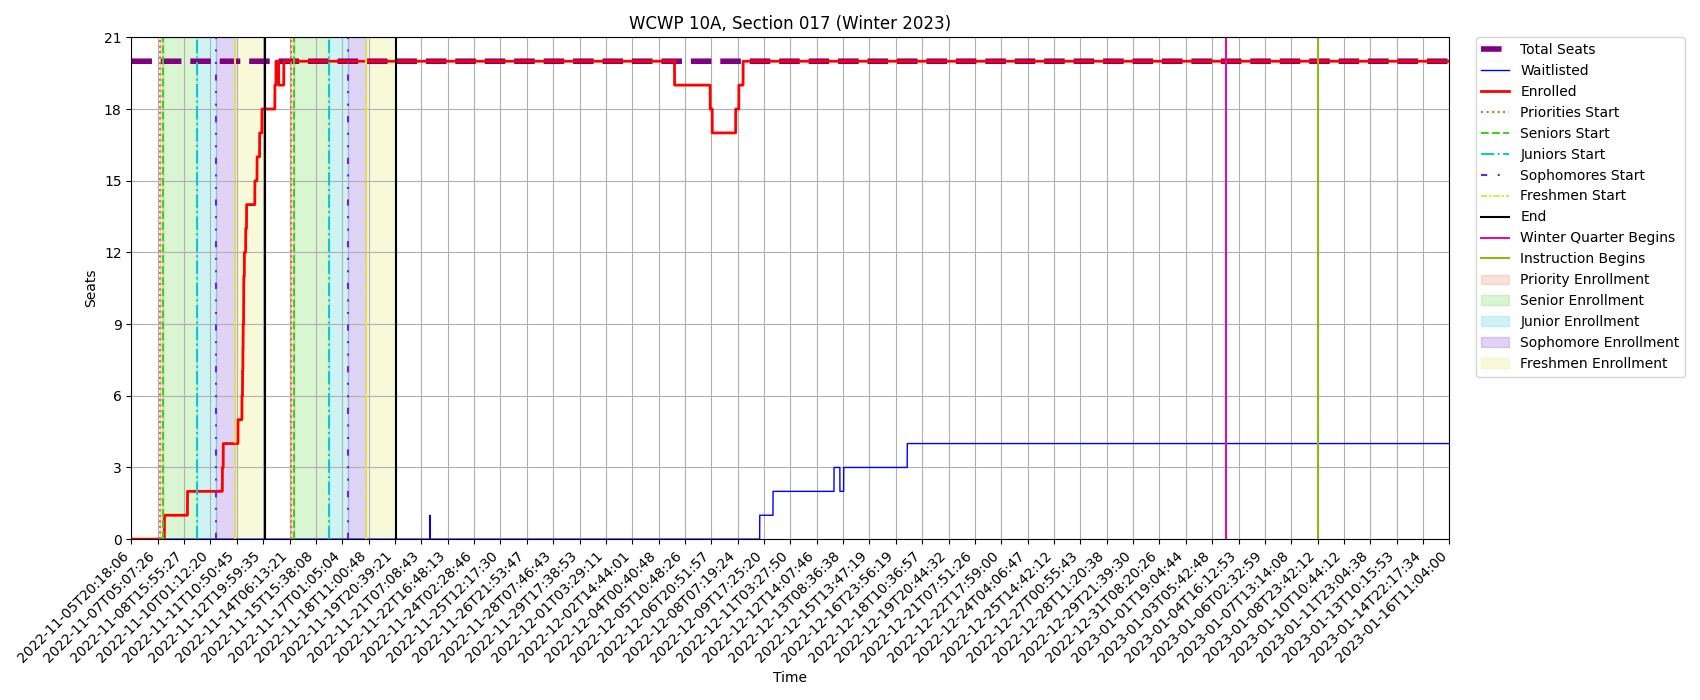 WCWP 10A, Section 017 (Winter 2023)
21
18
15
12
9
6
3
0
Seats
2022-11-05T20:18:06
2022-11-07T05:07:26
2022-11-08T15:55:27
2022-11-10T01:12:20
2022-11-11T10:50:45
2022-11-12T19:59:35
2022-11-14T06:13:21
2022-11-15T15:38:08
2022-11-17T01:05:04
2022-11-18T11:00:48
2022-11-19T20:39:21
2022-11-21T07:08:43
2022-11-22T16:48:13
2022-11-24T02:28:46
2022-11-25T12:17:30
2022-11-26T21:53:47
2022-11-28T07:46:43
2022-11-29T17:38:53
2022-12-01T03:29:11
2022-12-02T14:44:01
2022-12-04T00:40:48
2022-12-05T10:48:26
2022-12-06T20:51:57
2022-12-08T07:19:24
2022-12-09T17:25:20
2022-12-11T03:27:50
2022-12-12T14:07:46
2022-12-13T08:36:38
2022-12-15T13:47:19
2022-12-16T23:56:19
2022-12-18T10:36:57
2022-12-19T20:44:32
2022-12-21T07:51:26
2022-12-22T17:59:00
2022-12-24T04:06:47
2022-12-25T14:42:12
2022-12-27T00:55:43
2022-12-28T11:20:38
2022-12-29T21:39:30
2022-12-31T08:20:26
2023-01-01T19:04:44
2023-01-03T05:42:48
2023-01-04T16:12:53
2023-01-06T02:32:59
2023-01-07T13:14:08
2023-01-08T23:42:12
2023-01-10T10:44:12
2023-01-11T23:04:38
2023-01-13T10:15:53
2023-01-14T22:17:34
2023-01-16T11:04:00
Time
Total Seats
Waitlisted
Enrolled
Priorities Start
Seniors Start
Juniors Start
Sophomores Start
Freshmen Start
End
Winter Quarter Begins
Instruction Begins
Priority Enrollment
Senior Enrollment
Junior Enrollment
Sophomore Enrollment
Freshmen Enrollment